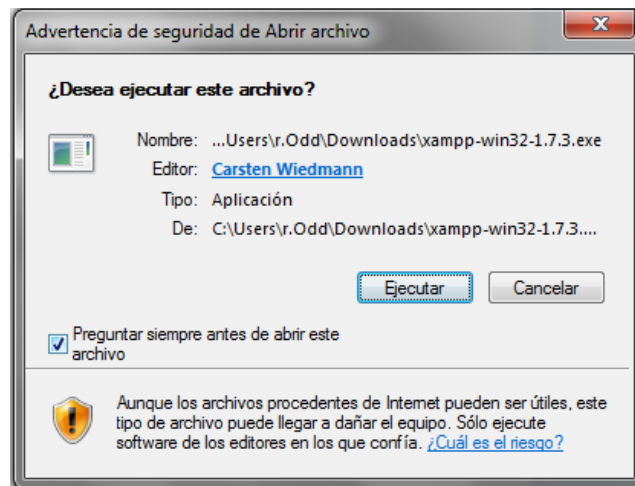 Advertencia de seguridad de Abrir archivo
¿Desea ejecutar este archivo?
Nombre: ...Users\r.Odd\Downloads\xampp-win32-1.7.3.exe
Editor: Carsten Wiedmann
Tipo: Aplicación
De: C:\Users\r.Odd\Downloads\xampp-win32-1.7.3....
Ejecutar Cancelar
Preguntar siempre antes de abrir este
archivo
Aunque los archivos procedentes de Internet pueden ser útiles, este
tipo de archivo puede llegar a dañar el equipo. Sólo ejecute
software de los editores en los que confía. ¿Cuál es el riesgo?